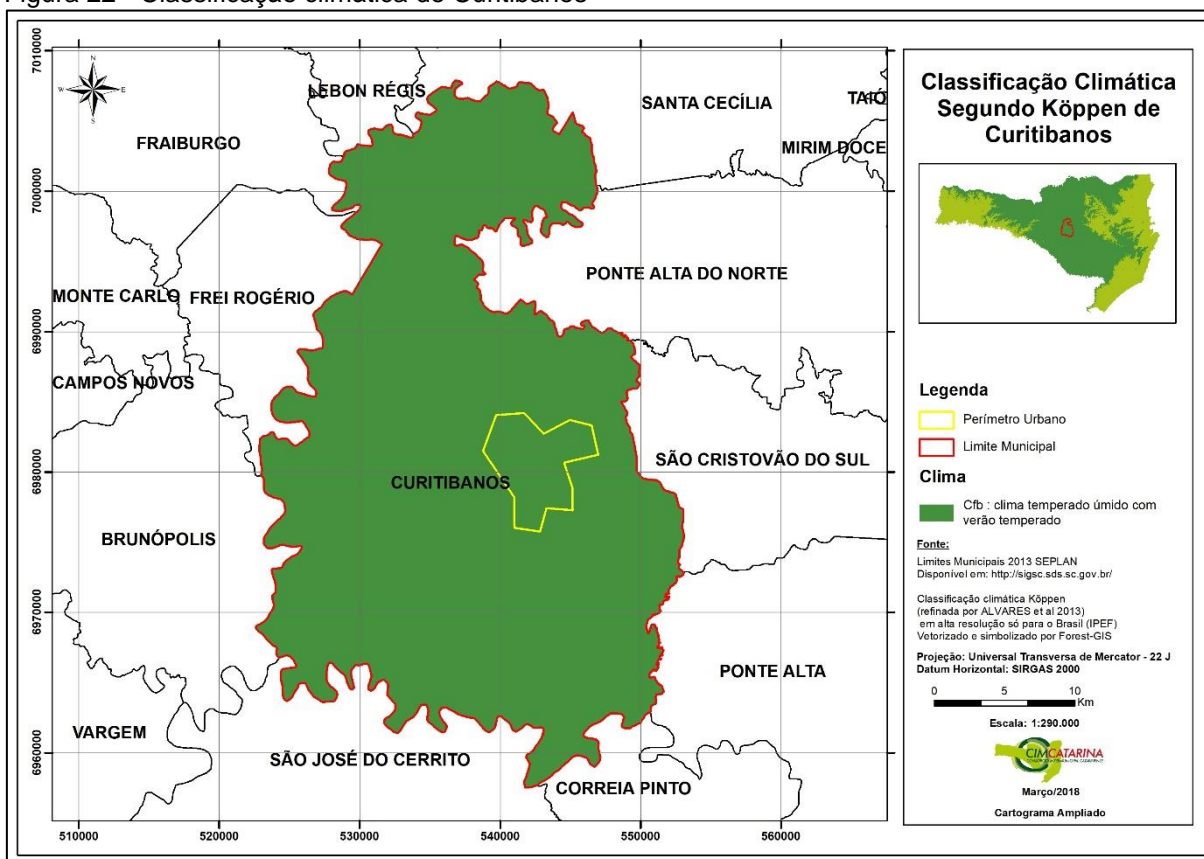 Figura 22 - Classificação climática de Curitibanos
7010000
7000000
6990000
6980000
6970000
6960000
N
W
E
S
LEBON RÉGIS
SANTA CECÍLIA
FRAIBURGO
MIRIM DOCE
PONTE ALTA DO NORTE
MONTE CARLO
FREI ROGÉRIO
CAMPOS NOVOS
SÃO CRISTOVÃO DO SUL
CURITIBANOS
BRUNÓPOLIS
PONTE ALTA
VARGEM
SÃO JOSÉ DO CERRITO
CORREIA PINTO
510000
520000
530000
540000
550000
560000
Classificação Climática
Segundo Köppen de
Curitibanos
Legenda
Perímetro Urbano
Limite Municipal
Clima
Cfb : clima temperado úmido com
verão temperado
Fonte:
Limites Municipais 2013 SEPLAN
Disponível em: http://sigsc.sds.sc.gov.br/
Classificação climática Köppen
(refinada por ALVARES et al 2013)
em alta resolução só para o Brasil (IPEF)
Vetorizado e simbolizado por Forest-GIS
Projeção: Universal Transversa de Mercator - 22 J
Datum Horizontal: SIRGAS 2000
0 5 10
Km
Escala: 1:290.000
CIMCATARINA
Março/2018
Cartograma Ampliado